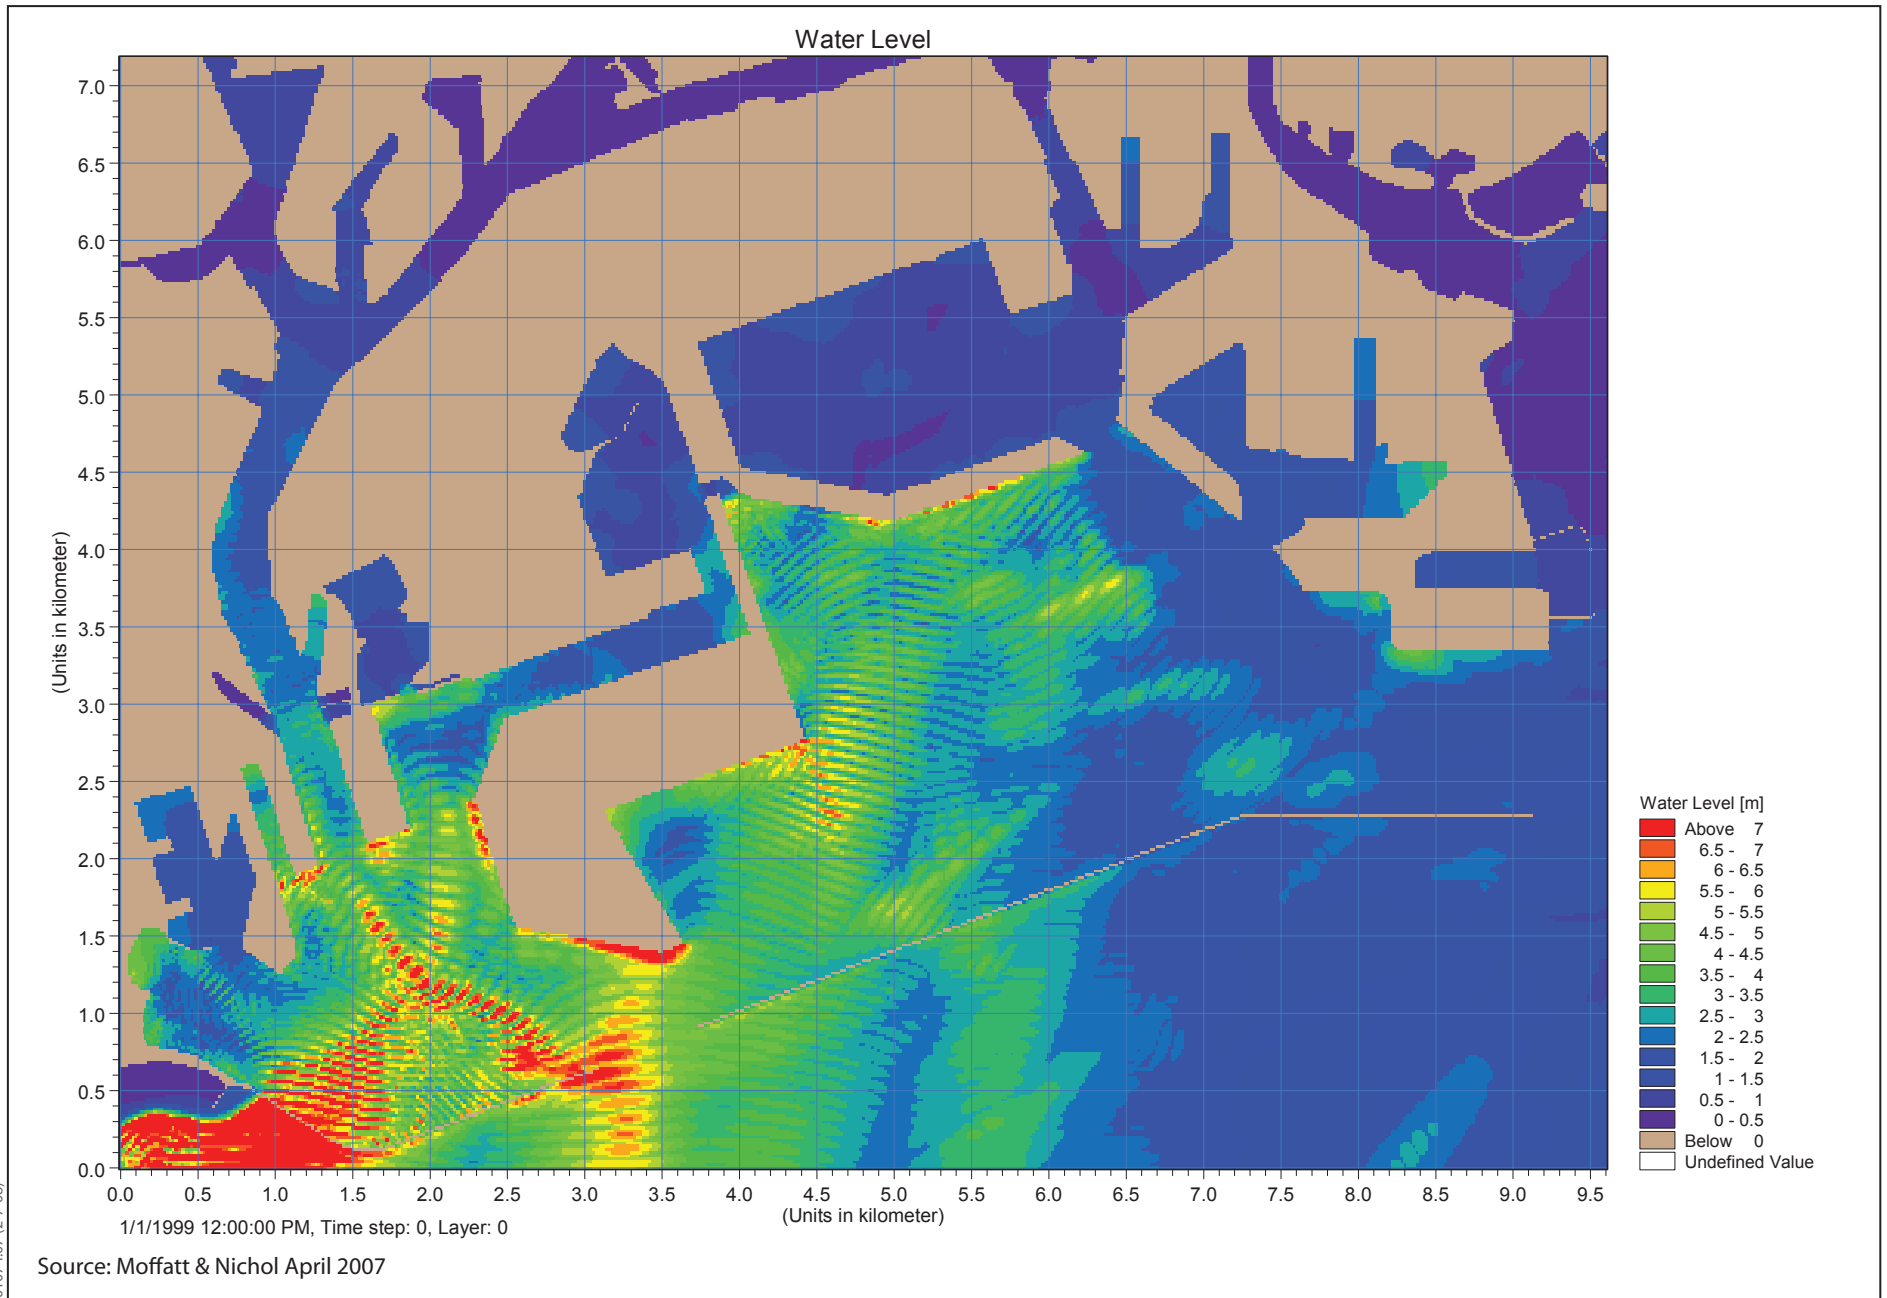 Water Level
7.0
6.5
6.0
5.5
5.0
4.5
4.0
3.5
3.0
2.5
2.0
1.5
1.0
0.5
0.0
(Units in kilometer)
0.0 0.5 1.0 1.5 2.0 2.5 3.0 3.5 4.0 4.5 5.0 5.5 6.0 6.5 7.0 7.5 8.0 8.5 9.0 9.5
(Units in kilometer)
1/1/1999 12:00:00 PM, Time step: 0, Layer: 0
Water Level [m]
Above 7
6.5 - 7
6 - 6.5
5.5 - 6
5 - 5.5
4.5 - 5
4 - 4.5
3.5 - 4
3 - 3.5
2.5 - 3
2 - 2.5
1.5 - 2
1 - 1.5
0.5 - 1
0 - 0.5
Below 0
Undefined Value
Source: Moffatt & Nichol April 2007